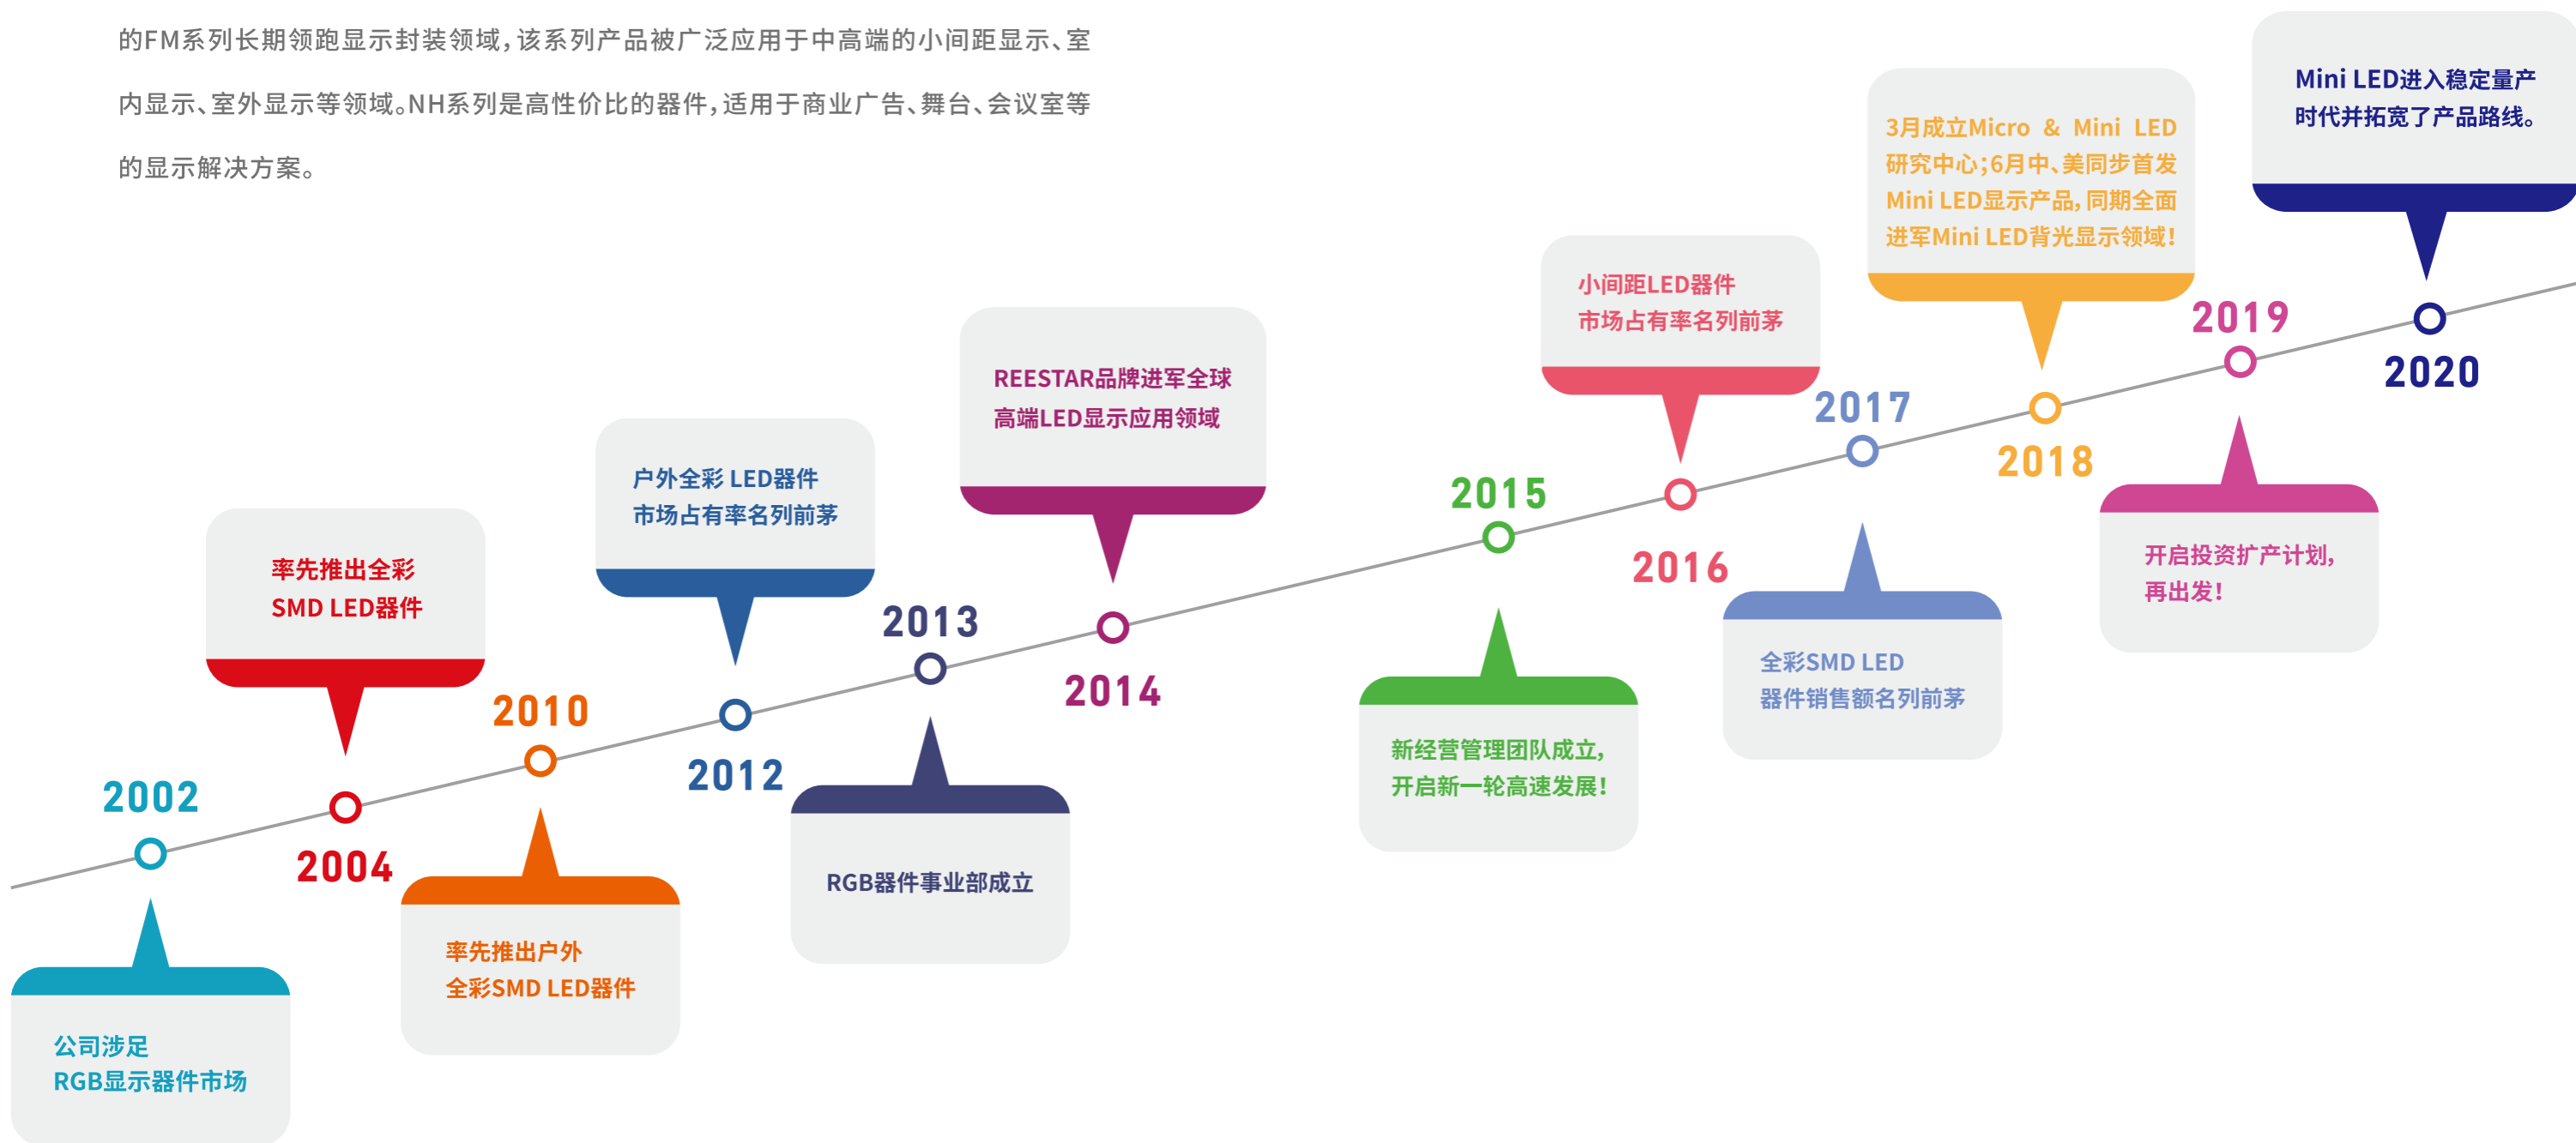 的FM系列长期领跑显示封装领域，该系列产品被广泛应用于中高端的小间距显示、室
内显示、室外显示等领域。NH系列是高性价比的器件，适用于商业广告、舞台、会议室等
的显示解决方案。
2002
公司涉足
RGB显示器件市场
率先推出全彩
SMD LED器件
2004
2010
率先推出户外
全彩SMD LED器件
户外全彩 LED器件
市场占有率名列前茅
2012
2013
RGB器件事业部成立
REESTAR品牌进军全球
高端LED显示应用领域
2014
2015
新经营管理团队成立，
开启新一轮高速发展！
小间距LED器件
市场占有率名列前茅
2016
2017
全彩SMD LED
器件销售额名列前茅
3月成立Micro & Mini LED
研究中心；6月中、美同步首发
Mini LED显示产品，同期全面
进军Mini LED背光显示领域！
2018
2019
开启投资扩产计划，
再出发！
Mini LED进入稳定量产
时代并拓宽了产品路线。
2020